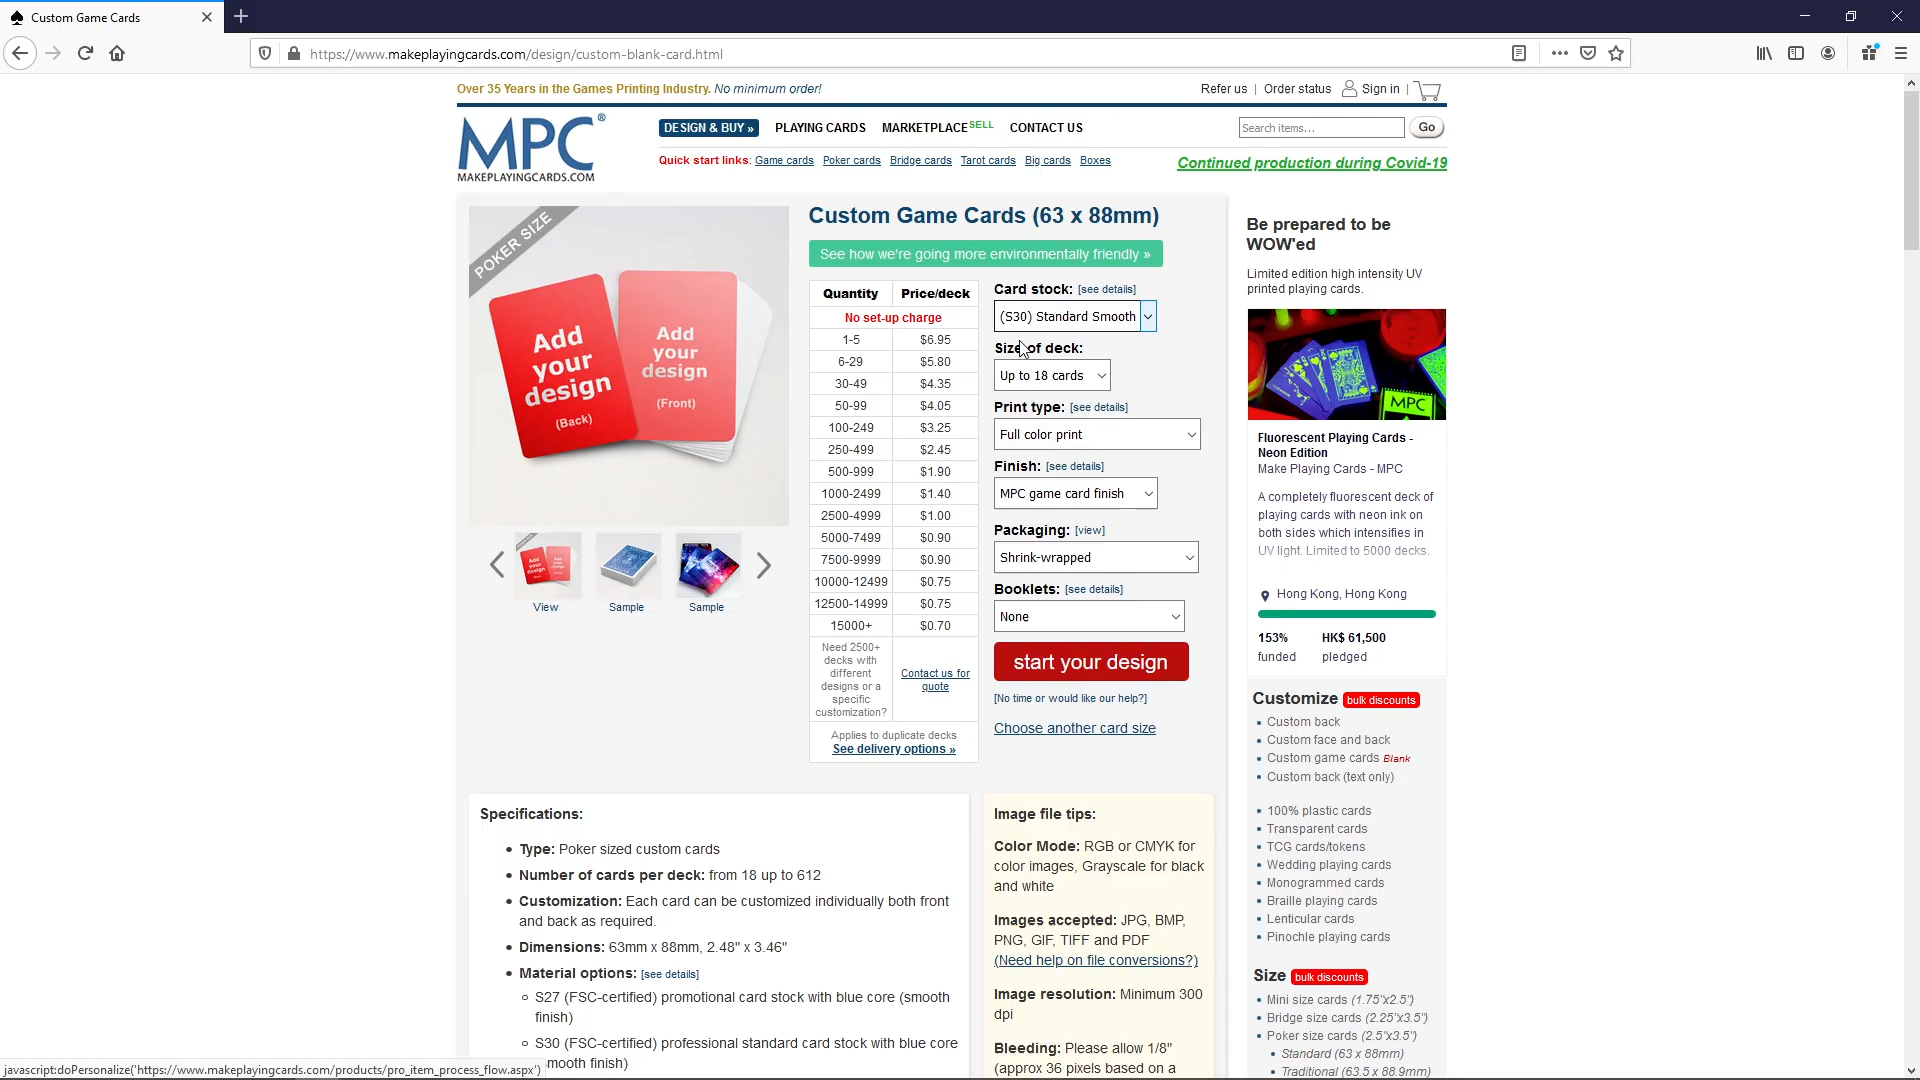 Custom Game Cards
https://www.makeplayingcards.com/design/custom-blank-card.html
Over 35 Years in the Games Printing Industry. No minimum order!
Refer us | Order status Sign in |
MPC®
MAKEPLAYINGCARDS.COM
DESIGN & BUY » PLAYING CARDS MARKETPLACE SELL CONTACT US
Search items... Go
Quick start links: Game cards Poker cards Bridge cards Tarot cards Big cards Boxes
Continued production during Covid-19
POKER SIZE
Add your design (Back)
Add your design (Front)
View Sample Sample
Custom Game Cards (63 x 88mm)
See how we're going more environmentally friendly »
Quantity Price/deck
No set-up charge
1-5 $6.95
6-29 $5.80
30-49 $4.35
50-99 $4.05
100-249 $3.25
250-499 $2.45
500-999 $1.90
1000-2499 $1.40
2500-4999 $1.00
5000-7499 $0.90
7500-9999 $0.90
10000-12499 $0.75
12500-14999 $0.75
15000+ $0.70
Need 2500+
decks with
different
designs or a
specific
customization?
Contact us for
quote
Applies to duplicate decks
See delivery options »
Card stock: [see details]
(S30) Standard Smooth
Size of deck:
Up to 18 cards
Print type: [see details]
Full color print
Finish: [see details]
MPC game card finish
Packaging: [view]
Shrink-wrapped
Booklets: [see details]
None
start your design
[No time or would like our help?]
Choose another card size
Be prepared to be
WOW'ed
Limited edition high intensity UV
printed playing cards.
MPC
Fluorescent Playing Cards -
Neon Edition
Make Playing Cards - MPC
A completely fluorescent deck of
playing cards with neon ink on
both sides which intensifies in
UV light. Limited to 5000 decks.
Hong Kong, Hong Kong
153% HK$ 61,500
funded pledged
Customize bulk discounts
Custom back
Custom face and back
Custom game cards Blank
Custom back (text only)
100% plastic cards
Transparent cards
TCG cards/tokens
Wedding playing cards
Monogrammed cards
Braille playing cards
Lenticular cards
Pinochle playing cards
Size bulk discounts
Mini size cards (1.75"x2.5")
Bridge size cards (2.25"x3.5")
Poker size cards (2.5"x3.5")
Standard (63 x 88mm)
Traditional (63.5 x 88.9mm)
Specifications:
Type: Poker sized custom cards
Number of cards per deck: from 18 up to 612
Customization: Each card can be customized individually both front
and back as required.
Dimensions: 63mm x 88mm, 2.48" x 3.46"
Material options: [see details]
S27 (FSC-certified) promotional card stock with blue core (smooth
finish)
S30 (FSC-certified) professional standard card stock with blue core
mooth finish)
Image file tips:
Color Mode: RGB or CMYK for
color images, Grayscale for black
and white
Images accepted: JPG, BMP,
PNG, GIF, TIFF and PDF
(Need help on file conversions?)
Image resolution: Minimum 300
dpi
Bleeding: Please allow 1/8"
(approx 36 pixels based on a
javascript:doPersonalize('https://www.makeplayingcards.com/products/pro_item_process_flow.aspx')